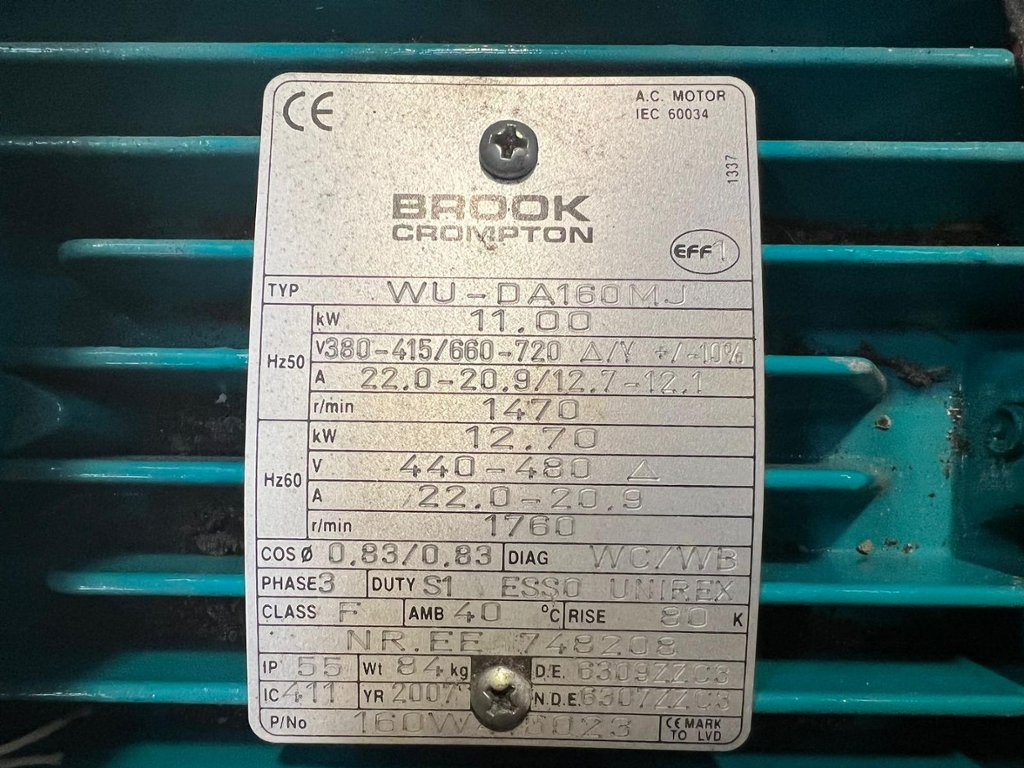 CE
A.C. MOTOR
IEC 60034
1337
BROOK
CROMPTON
EFF1
TYP WU-DA160MJ
Hz50
kW 11.00
V 380-415/660-720 Δ/Y +/-10%
A 22.0-20.9/12.7-12.1
r/min 1470
Hz60
kW 12.70
V 440-480 Δ
A 22.0-20.9
r/min 1760
COS Ø 0.83/0.83 DIAG WC/WB
PHASE 3 DUTY S1 ESSO UNIREX
CLASS F AMB 40 °C RISE 80 K
NR.EE 748208
IP 55 Wt 84 kg D.E. 6309ZZC3
IC 411 YR 2007 N.D.E. 6307ZZC3
P/No
CE MARK
TO LVD